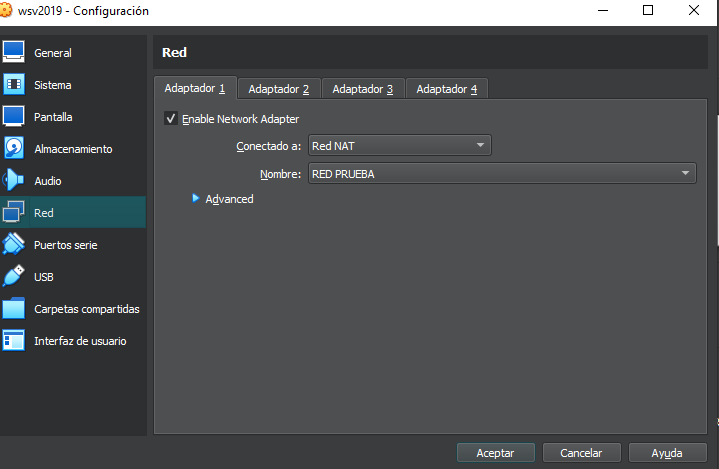 wsv2019 - Configuración
General
Sistema
Pantalla
Almacenamiento
Audio
Red
Puertos serie
USB
Carpetas compartidas
Interfaz de usuario
Red
Adaptador 1 Adaptador 2 Adaptador 3 Adaptador 4
Enable Network Adapter
Conectado a: Red NAT
Nombre: RED PRUEBA
Advanced
Aceptar Cancelar Ayuda